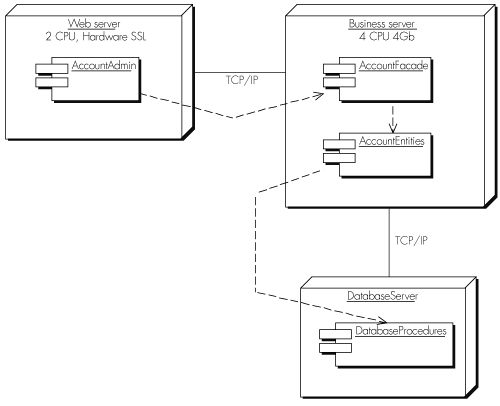 Web server
2 CPU, Hardware SSL
AccountAdmin
TCP/IP
Business server
4 CPU 4Gb
AccountFacade
AccountEntities
TCP/IP
DatabaseServer
DatabaseProcedures